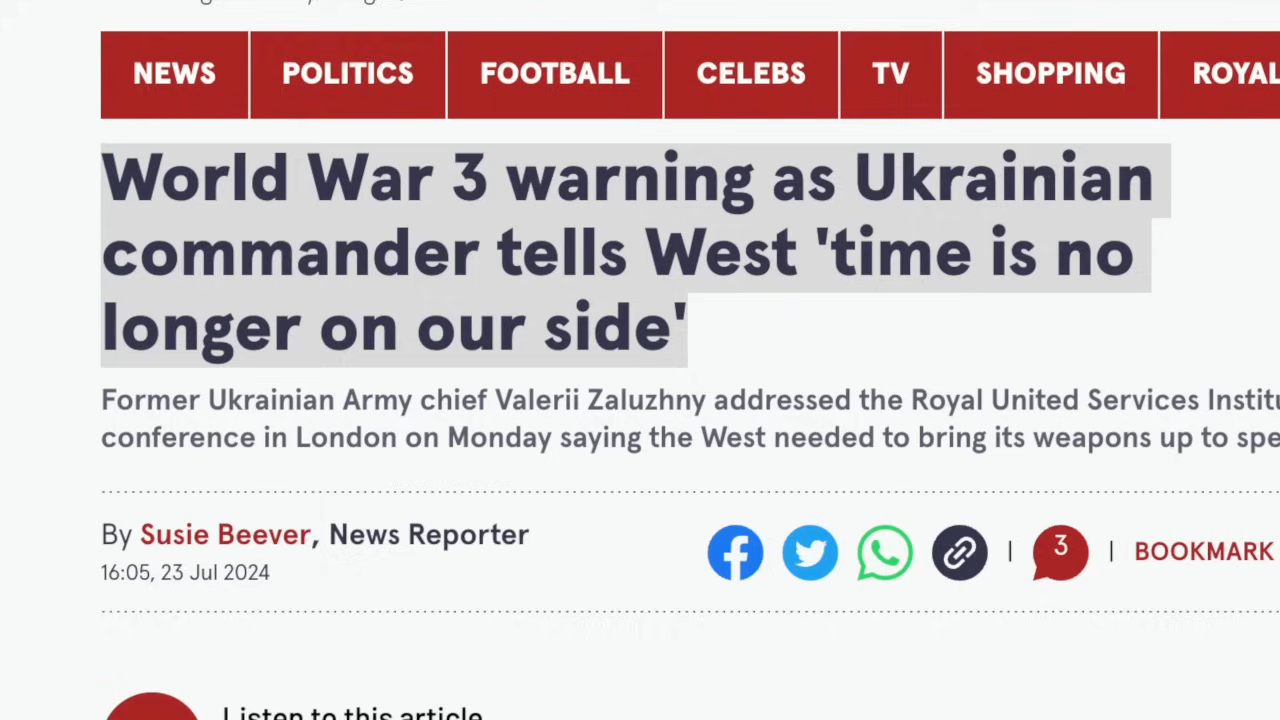 NEWS POLITICS FOOTBALL CELEBS TV SHOPPING ROYAL
World War 3 warning as Ukrainian
commander tells West 'time is no
longer on our side'
Former Ukrainian Army chief Valerii Zaluzhny addressed the Royal United Services
conference in London on Monday saying the West needed to bring its weapons up to
By Susie Beever, News Reporter
3 | BOOKMARK
16:05, 23 Jul 2024
Listen to this article